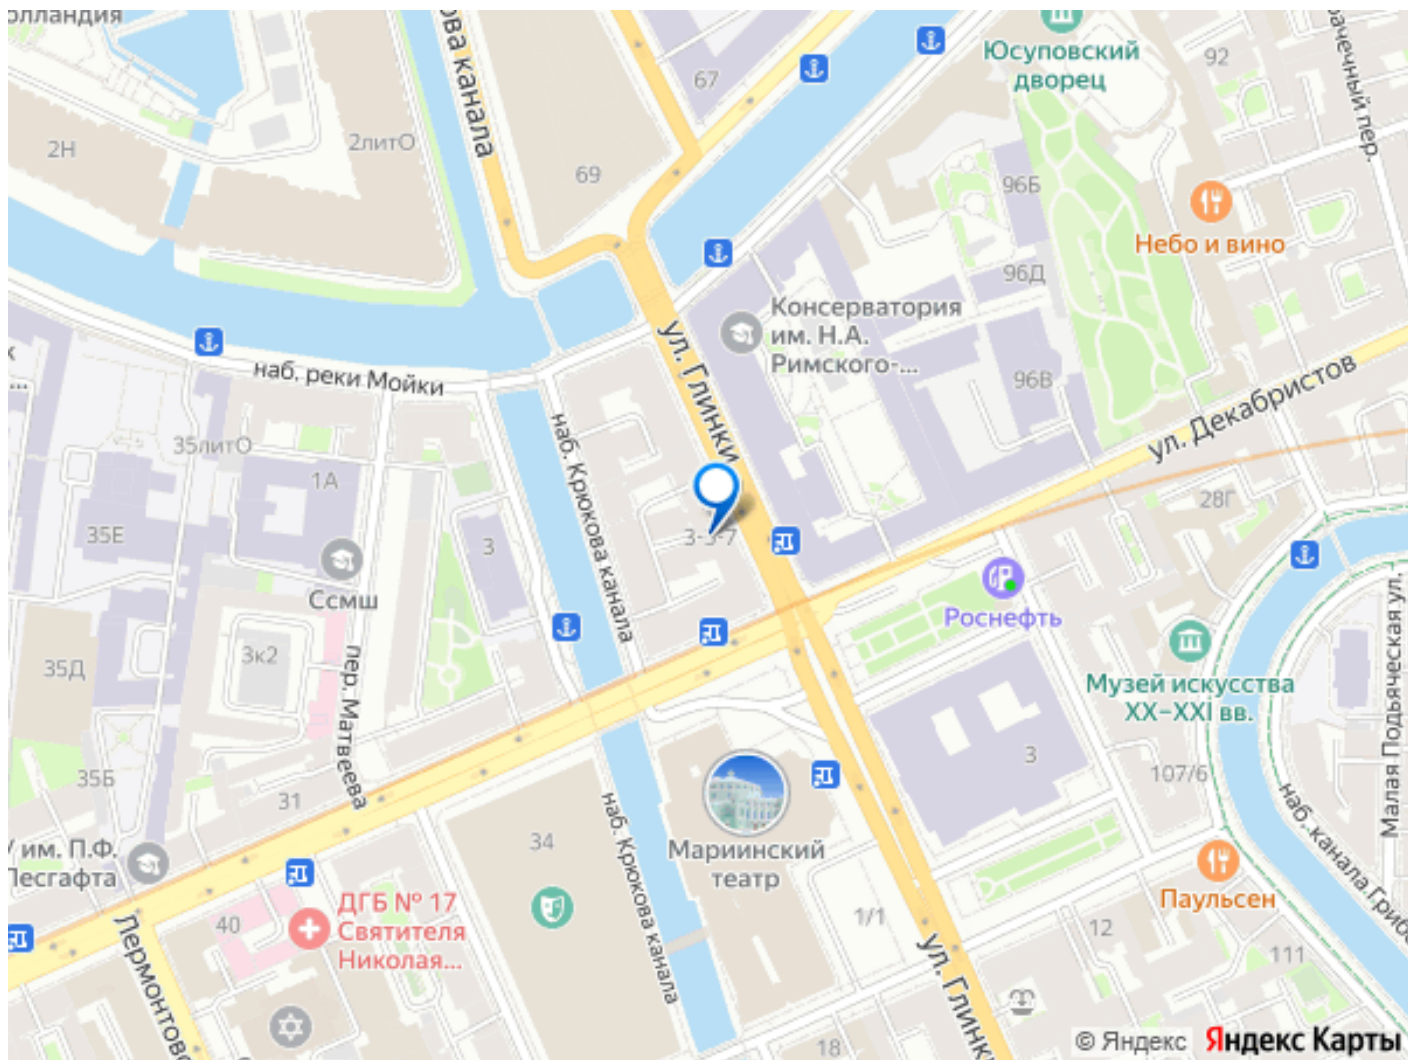 олландия
ова канала
67
Юсуповский
дворец
92
рачечный пер.
2Н
2литО
69
96Б
Небо и вино
96Д
Консерватория
им. Н.А.
Римского-...
ул. Глинки
наб. реки Мойки
96В
ул. Декабристов
35литО
наб. Крюкова канала
1А
28Г
35Е
3
3-5-7
Ссмш
Роснефть
Малая Подьяческая ул.
3к2
35Д
пер. Матвеева
Музей искусства
XX–XXI вв.
3
107/6
35Б
31
наб. канала Грибо
наб. Крюкова канала
34
Мариинский
театр
им. П.Ф.
Лесгафта
Паульсен
ДГБ № 17
Святителя
Николая...
40
1/1
12
Лермонтовс
ул. Глинки
111
18
© Яндекс
Яндекс Карты